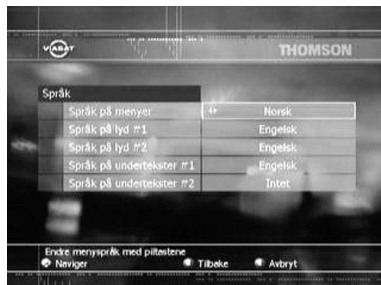 VIASAT
THOMSON
Språk
Språk på menyer Norsk
Språk på lyd #1 Engelsk
Språk på lyd #2 Engelsk
Språk på undertekster #1 Engelsk
Språk på undertekster #2 Intet
Endre menyspråk med piltastene
Naviger Tilbake Avbryt